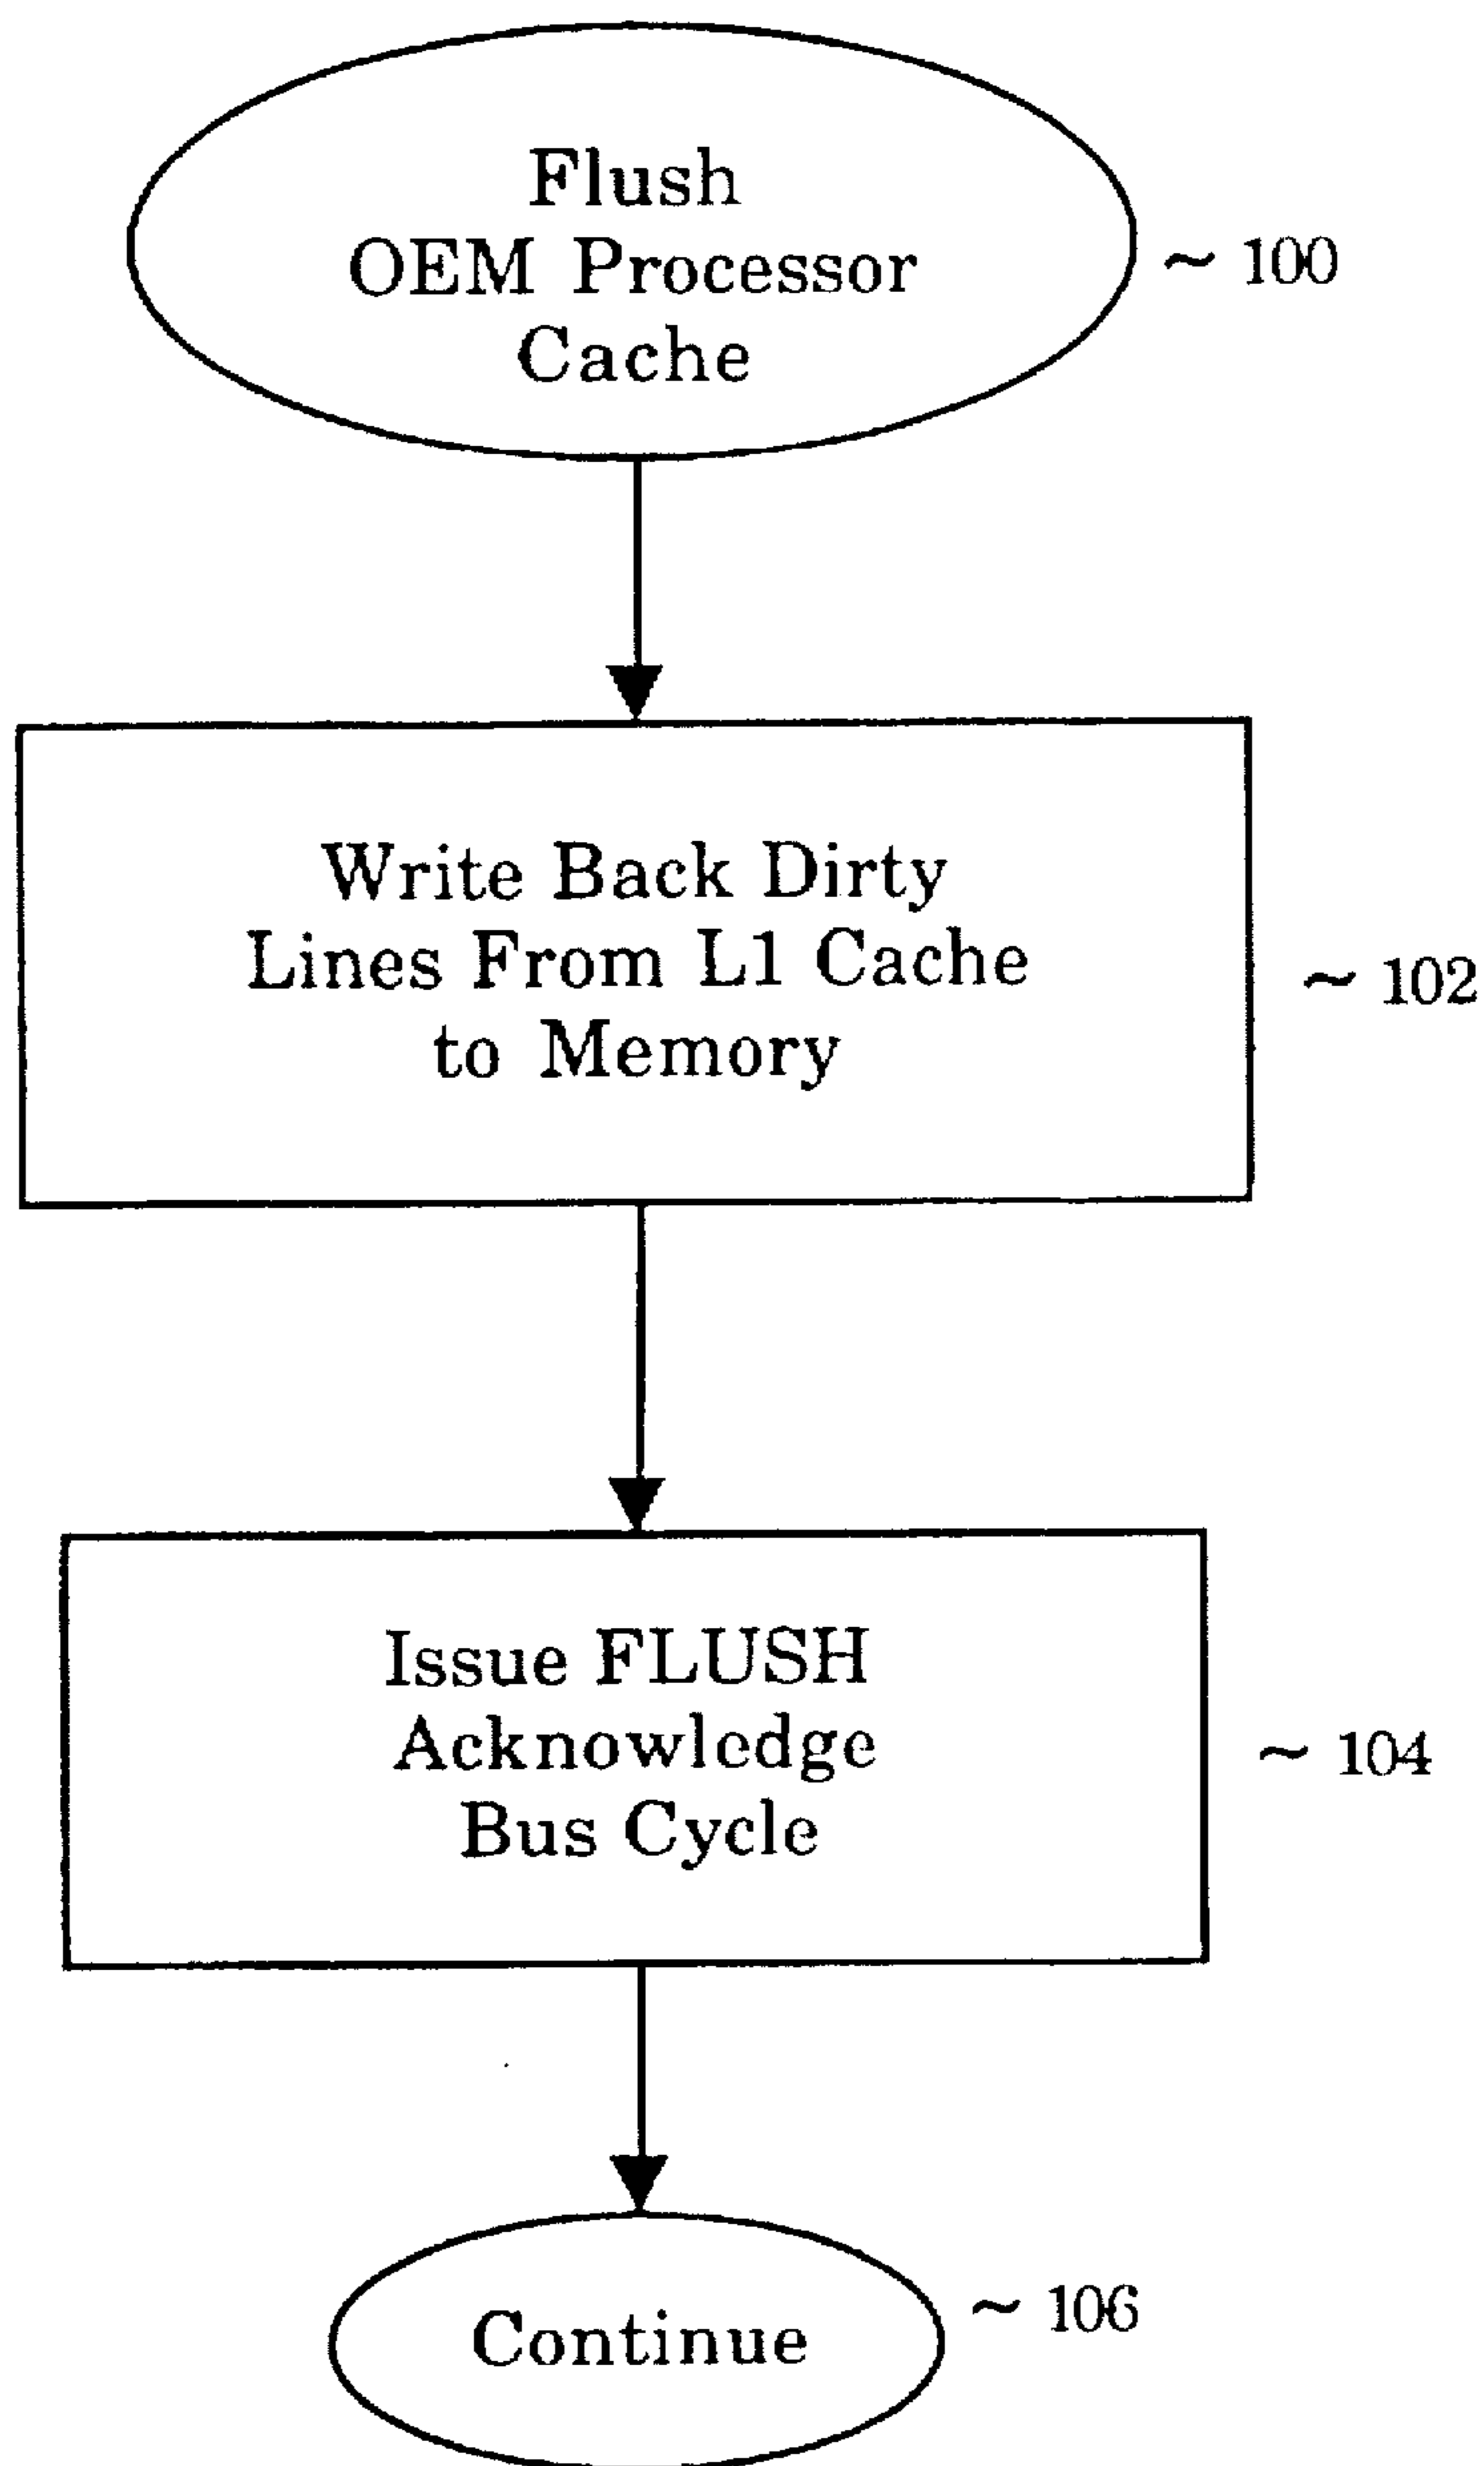 Flush
OEM Processor
Cache
~ 100
Write Back Dirty
Lines From L1 Cache
to Memory
~ 102
Issue FLUSH
Acknowledge
Bus Cycle
~ 104
Continue
~ 106